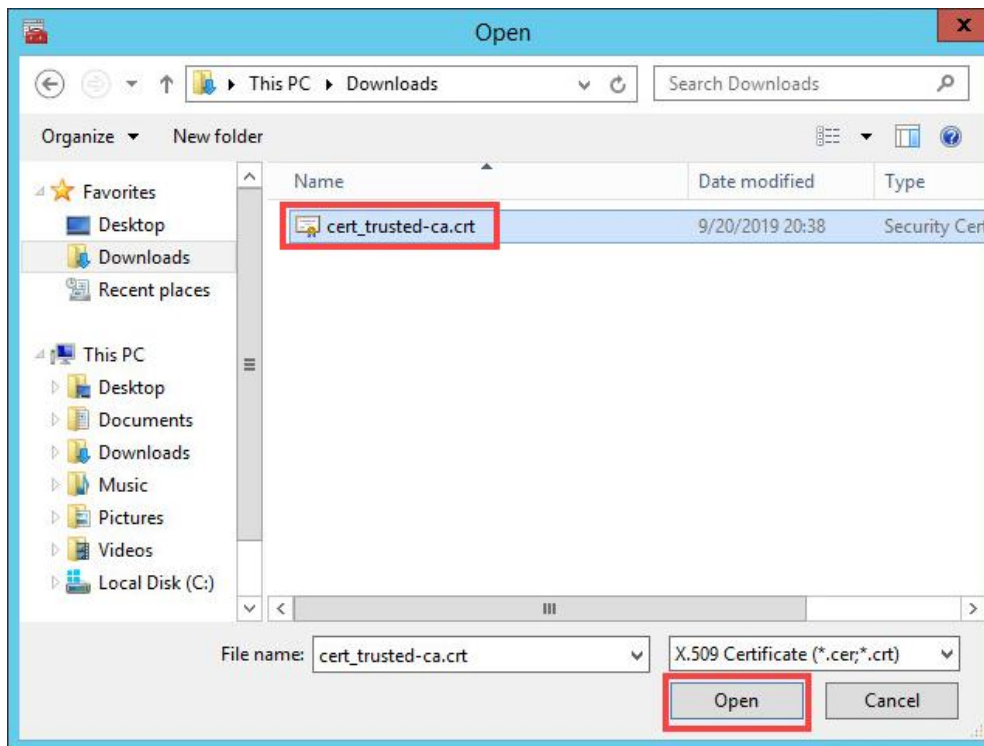 Open
x
This PC Downloads
Search Downloads
Organize New folder
Name Date modified Type
cert_trusted-ca.crt 9/20/2019 20:38 Security Cer
Favorites
Desktop
Downloads
Recent places
This PC
Desktop
Documents
Downloads
Music
Pictures
Videos
Local Disk (C:)
File name: cert_trusted-ca.crt X.509 Certificate (*.cer;*.crt)
Open Cancel